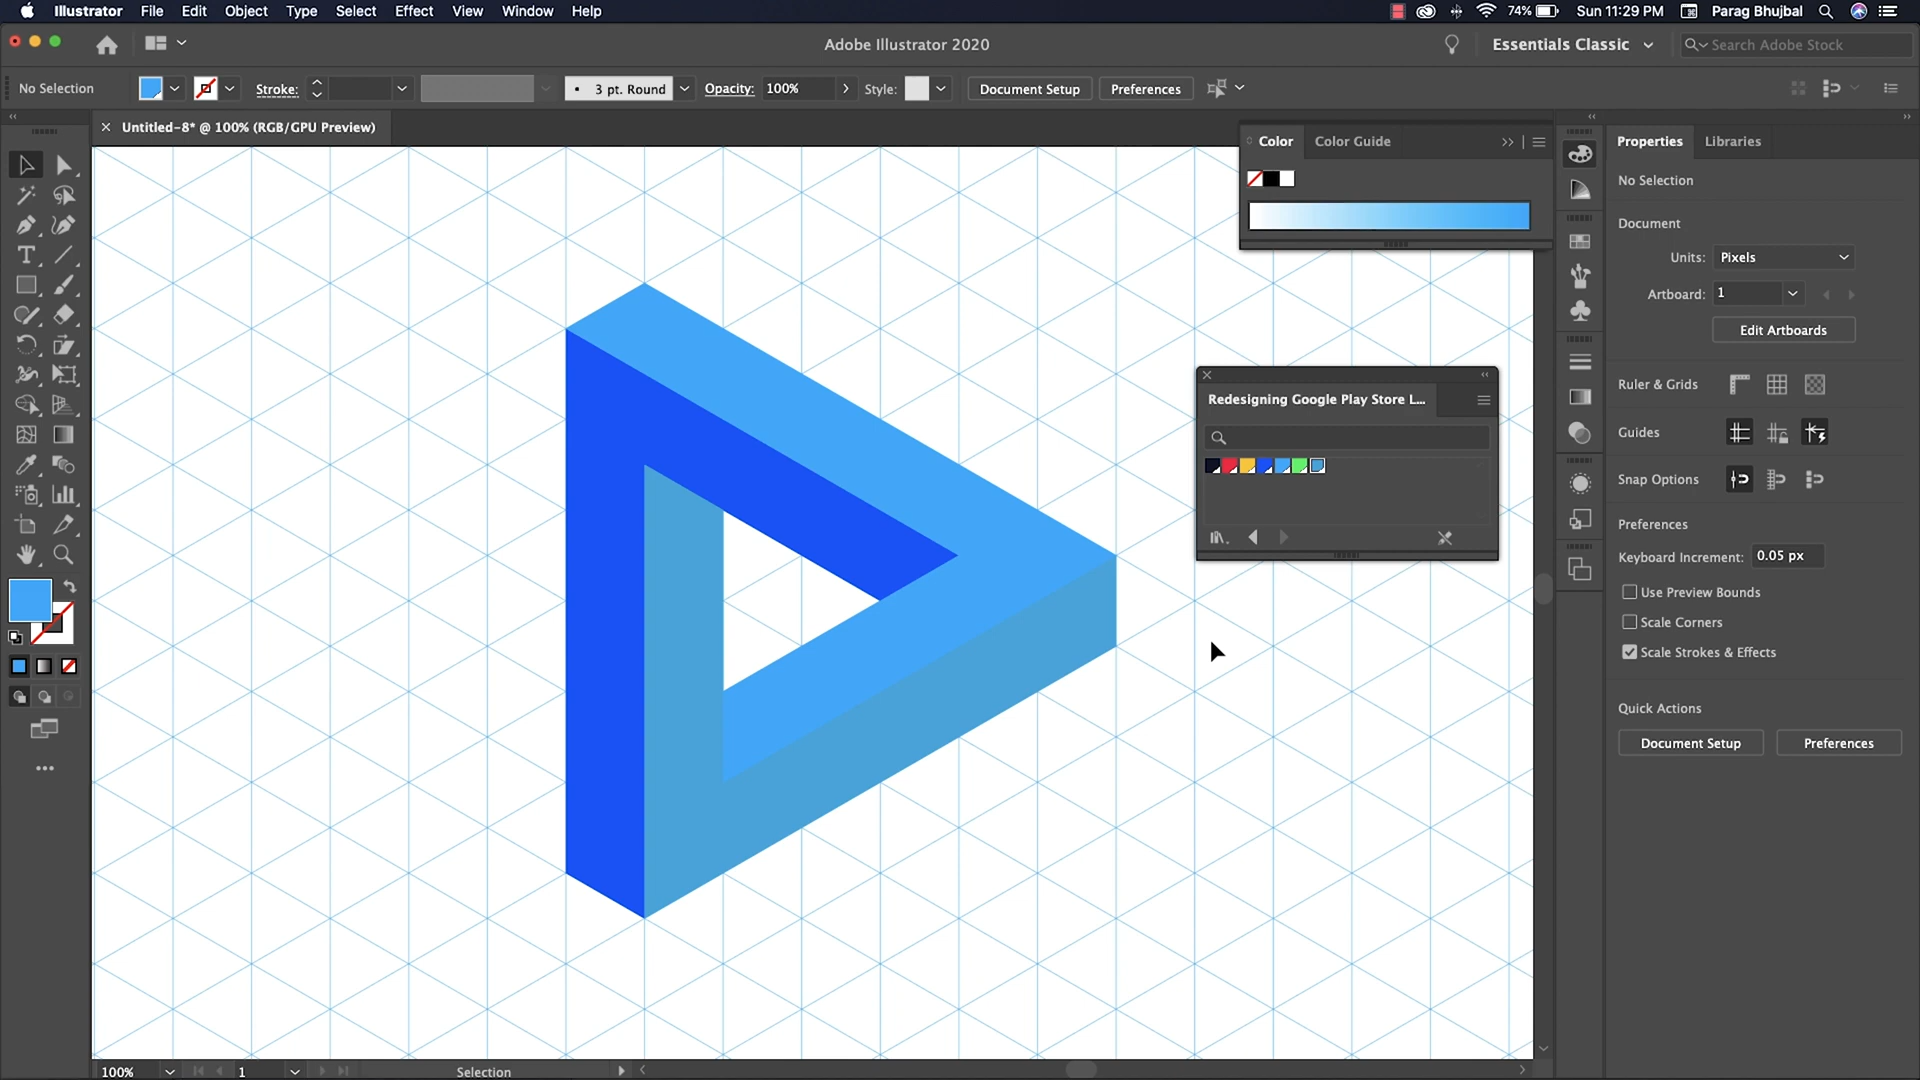 Illustrator File Edit Object Type Select Effect View Window Help 74% Sun 11:29 PM Parag Bhujbal
Adobe Illustrator 2020 Essentials Classic Search Adobe Stock
No Selection Stroke: 3 pt. Round Opacity: 100% Style: Document Setup Preferences
Untitled-8* @ 100% (RGB/GPU Preview)
Color Color Guide
Properties Libraries
No Selection
Document
Units: Pixels
Artboard: 1
Edit Artboards
Ruler & Grids
Redesigning Google Play Store L...
Guides
Snap Options
Preferences
Keyboard Increment: 0.05 px
Use Preview Bounds
Scale Corners
Scale Strokes & Effects
Quick Actions
Document Setup Preferences
100% 1 Selection